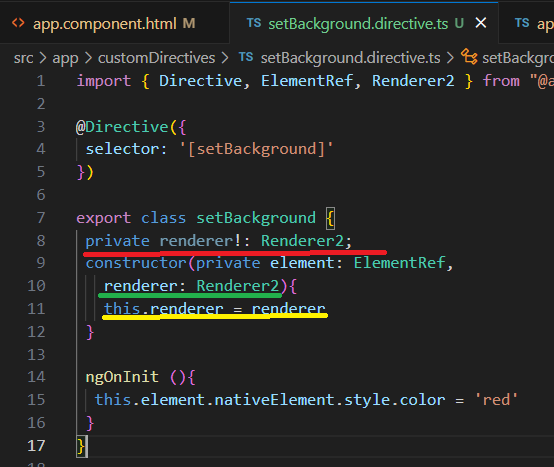 <> app.component.html M
TS setBackground.directive.ts U ×
TS ap
src > app > customDirectives > TS setBackground.directive.ts > setBackgro
1 import { Directive, ElementRef, Renderer2 } from "@a
2
3 @Directive({
4 selector: '[setBackground]'
5 })
6
7 export class setBackground {
8 private renderer!: Renderer2;
9 constructor(private element: ElementRef,
10 renderer: Renderer2){
11 this.renderer = renderer
12 }
13
14 ngOnInit (){
15 this.element.nativeElement.style.color = 'red'
16 }
17 }